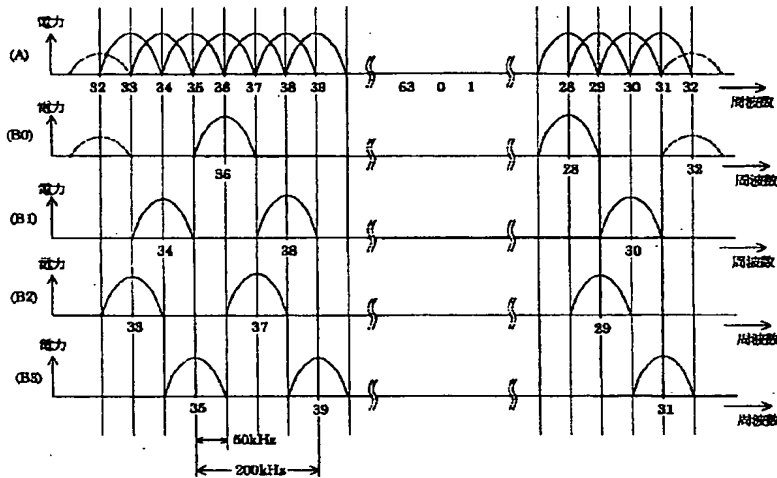 電力
(A)
32 33 34 35 36 37 38 39 63 0 1 28 29 30 31 32
周波数
電力
(B0)
36 28 32
周波数
電力
(B1)
34 38 30
周波数
電力
(B2)
33 37 29
周波数
電力
(B3)
35 39 31
周波数
50kHz
200kHz